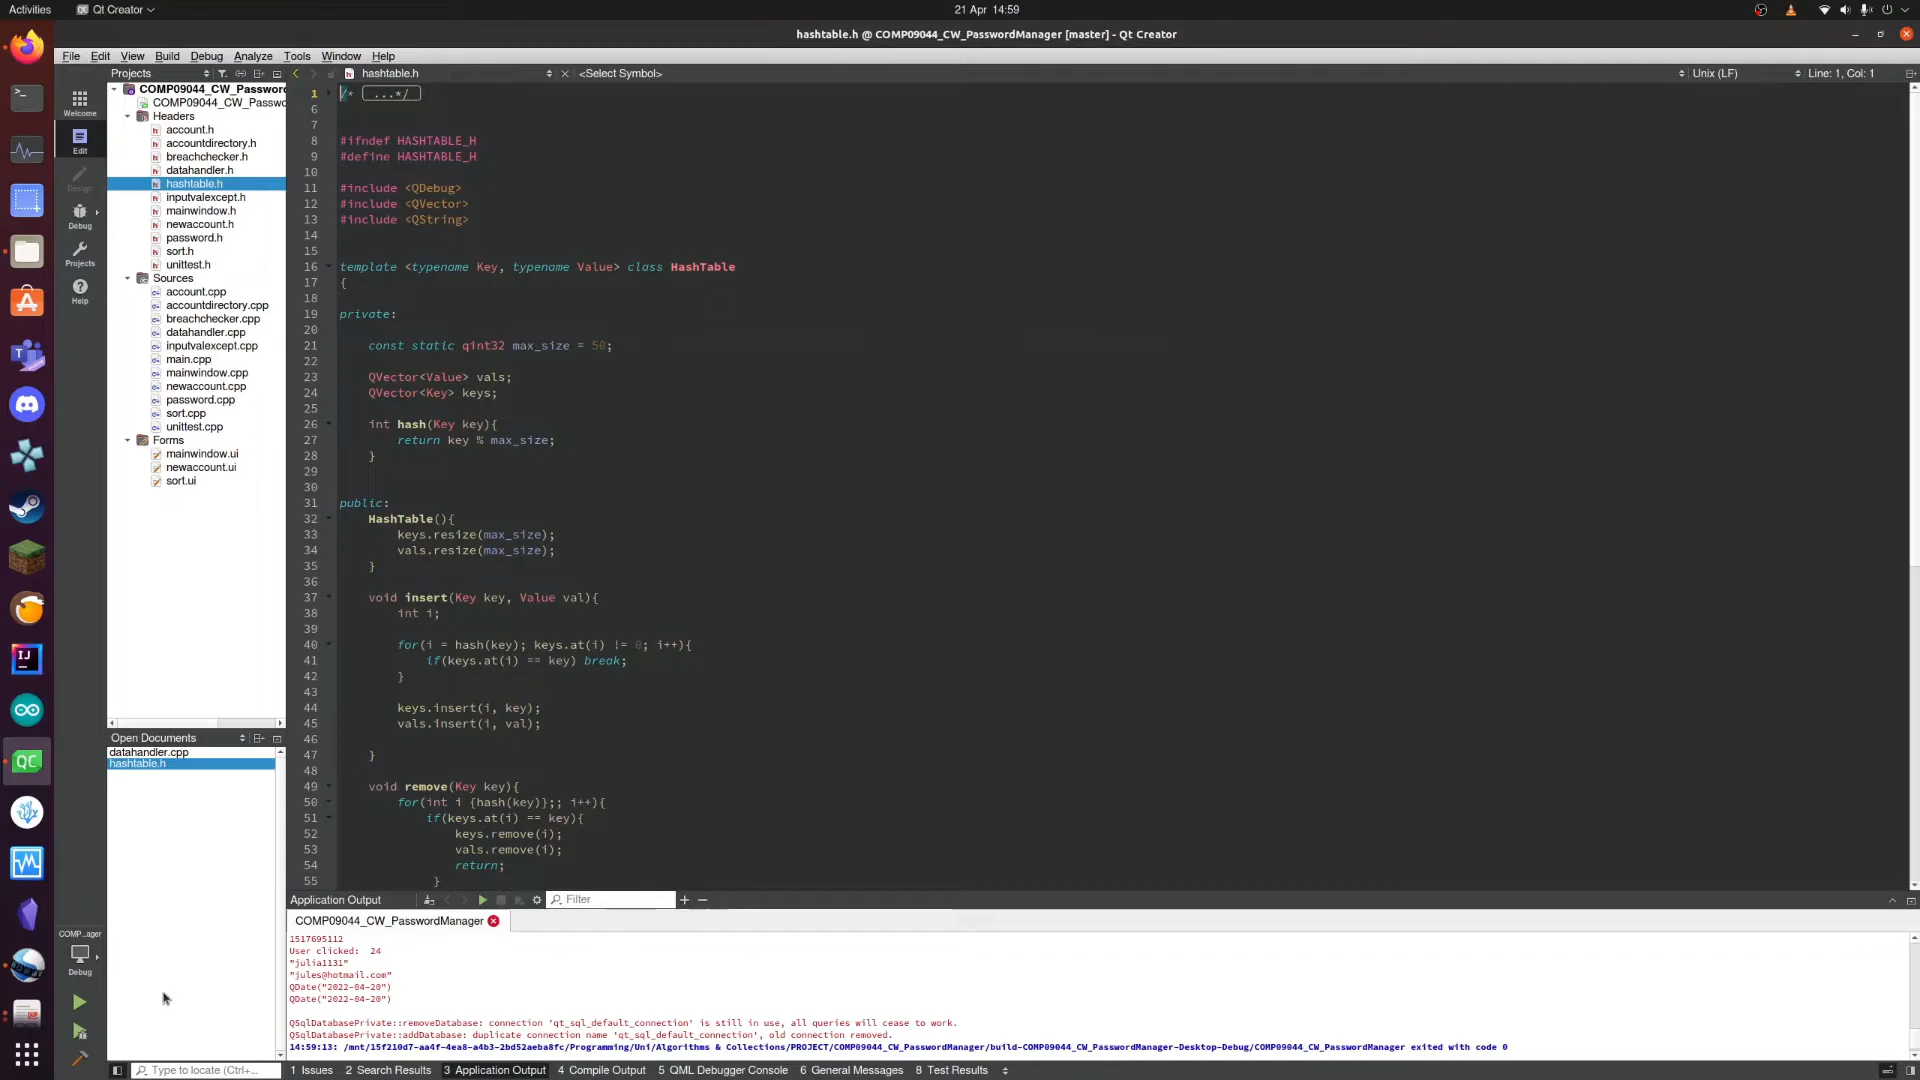 Activities
Qt Creator
21 Apr 14:59
hashtable.h @ COMP09044_CW_PasswordManager [master] - Qt Creator
File Edit View Build Debug Analyze Tools Window Help
Projects
hashtable.h
<Select Symbol>
Unix (LF)
Line: 1, Col: 1
Welcome
Edit
Design
Debug
Projects
Help
COMP09044_CW_Passwor
COMP09044_CW_Passwo
Headers
account.h
accountdirectory.h
breachchecker.h
datahandler.h
hashtable.h
inputvalexcept.h
mainwindow.h
newaccount.h
password.h
sort.h
unittest.h
Sources
account.cpp
accountdirectory.cpp
breachchecker.cpp
datahandler.cpp
inputvalexcept.cpp
main.cpp
mainwindow.cpp
newaccount.cpp
password.cpp
sort.cpp
unittest.cpp
Forms
mainwindow.ui
newaccount.ui
sort.ui
Open Documents
datahandler.cpp
hashtable.h
COMP...ager
Debug
1 /* ...*/
6
7
8 #ifndef HASHTABLE_H
9 #define HASHTABLE_H
10
11 #include <QDebug>
12 #include <QVector>
13 #include <QString>
14
15
16 template <typename Key, typename Value> class HashTable
17 {
18
19 private:
20
21 const static qint32 max_size = 50;
22
23 QVector<Value> vals;
24 QVector<Key> keys;
25
26 int hash(Key key){
27 return key % max_size;
28 }
29
30
31 public:
32 HashTable(){
33 keys.resize(max_size);
34 vals.resize(max_size);
35 }
36
37 void insert(Key key, Value val){
38 int i;
39
40 for(i = hash(key); keys.at(i) != 0; i++){
41 if(keys.at(i) == key) break;
42 }
43
44 keys.insert(i, key);
45 vals.insert(i, val);
46
47 }
48
49 void remove(Key key){
50 for(int i {hash(key)};; i++){
51 if(keys.at(i) == key){
52 keys.remove(i);
53 vals.remove(i);
54 return;
55 }
Application Output
Filter
COMP09044_CW_PasswordManager
1517695112
User clicked: 24
"julia1131"
"jules@hotmail.com"
QDate("2022-04-20")
QDate("2022-04-20")
QSqlDatabasePrivate::removeDatabase: connection 'qt_sql_default_connection' is still in use, all queries will cease to work.
QSqlDatabasePrivate::addDatabase: duplicate connection name 'qt_sql_default_connection', old connection removed.
14:59:13: /mnt/15f210d7-aa4f-4ea8-a4b3-2bd52aeba8fc/Programming/Uni/Algorithms & Collections/PROJECT/COMP09044_CW_PasswordManager/build-COMP09044_CW_PasswordManager-Desktop-Debug/COMP09044_CW_PasswordManager exited with code 0
Type to locate (Ctrl+...
1 Issues
2 Search Results
3 Application Output
4 Compile Output
5 QML Debugger Console
6 General Messages
8 Test Results